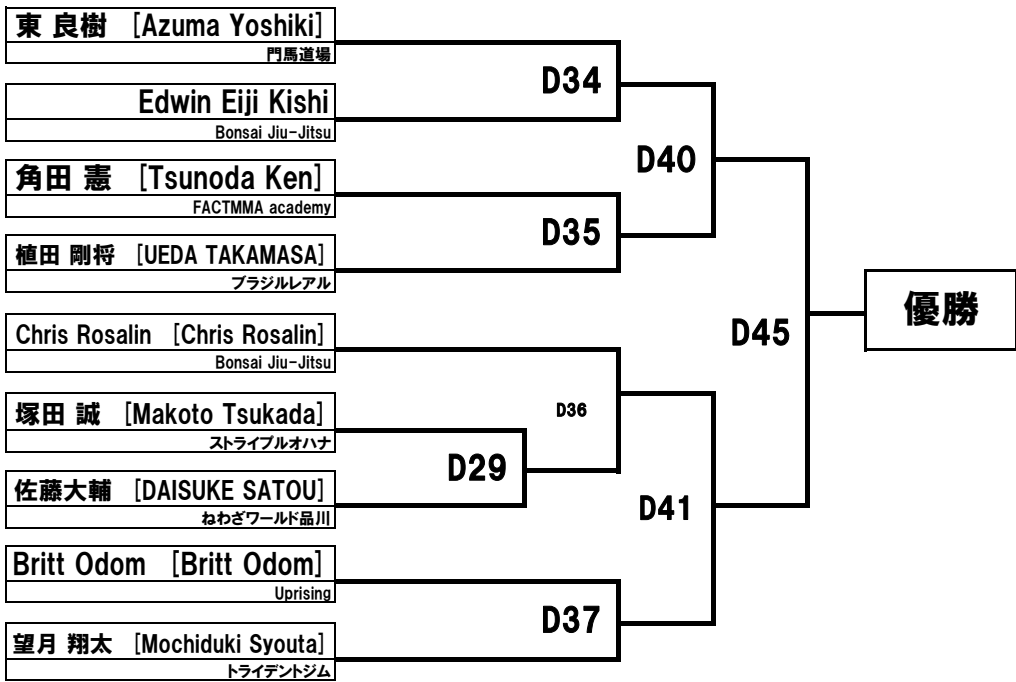 東 良樹 [Azuma Yoshiki]
門馬道場
Edwin Eiji Kishi
Bonsai Jiu-Jitsu
角田 憲 [Tsunoda Ken]
FACTMMA academy
植田 剛将 [UEDA TAKAMASA]
ブラジルレアル
Chris Rosalin [Chris Rosalin]
Bonsai Jiu-Jitsu
塚田 誠 [Makoto Tsukada]
ストライプルオハナ
佐藤大輔 [DAISUKE SATOU]
ねわざワールド品川
Britt Odom [Britt Odom]
Uprising
望月 翔太 [Mochiduki Syouta]
トライデントジム
D34
D35
D36
D29
D37
D40
D41
D45
優勝